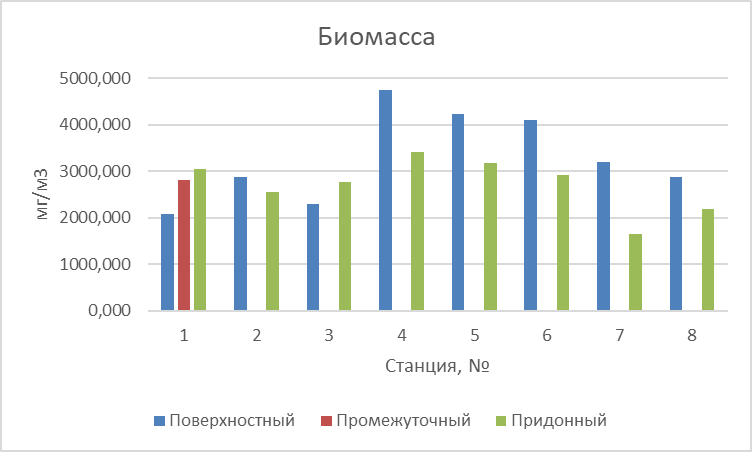 Биомасса
5000,000
4000,000
3000,000
2000,000
1000,000
0,000
мг/м3
1 2 3 4 5 6 7 8
Станция, №
Поверхностный Промежуточный Придонный